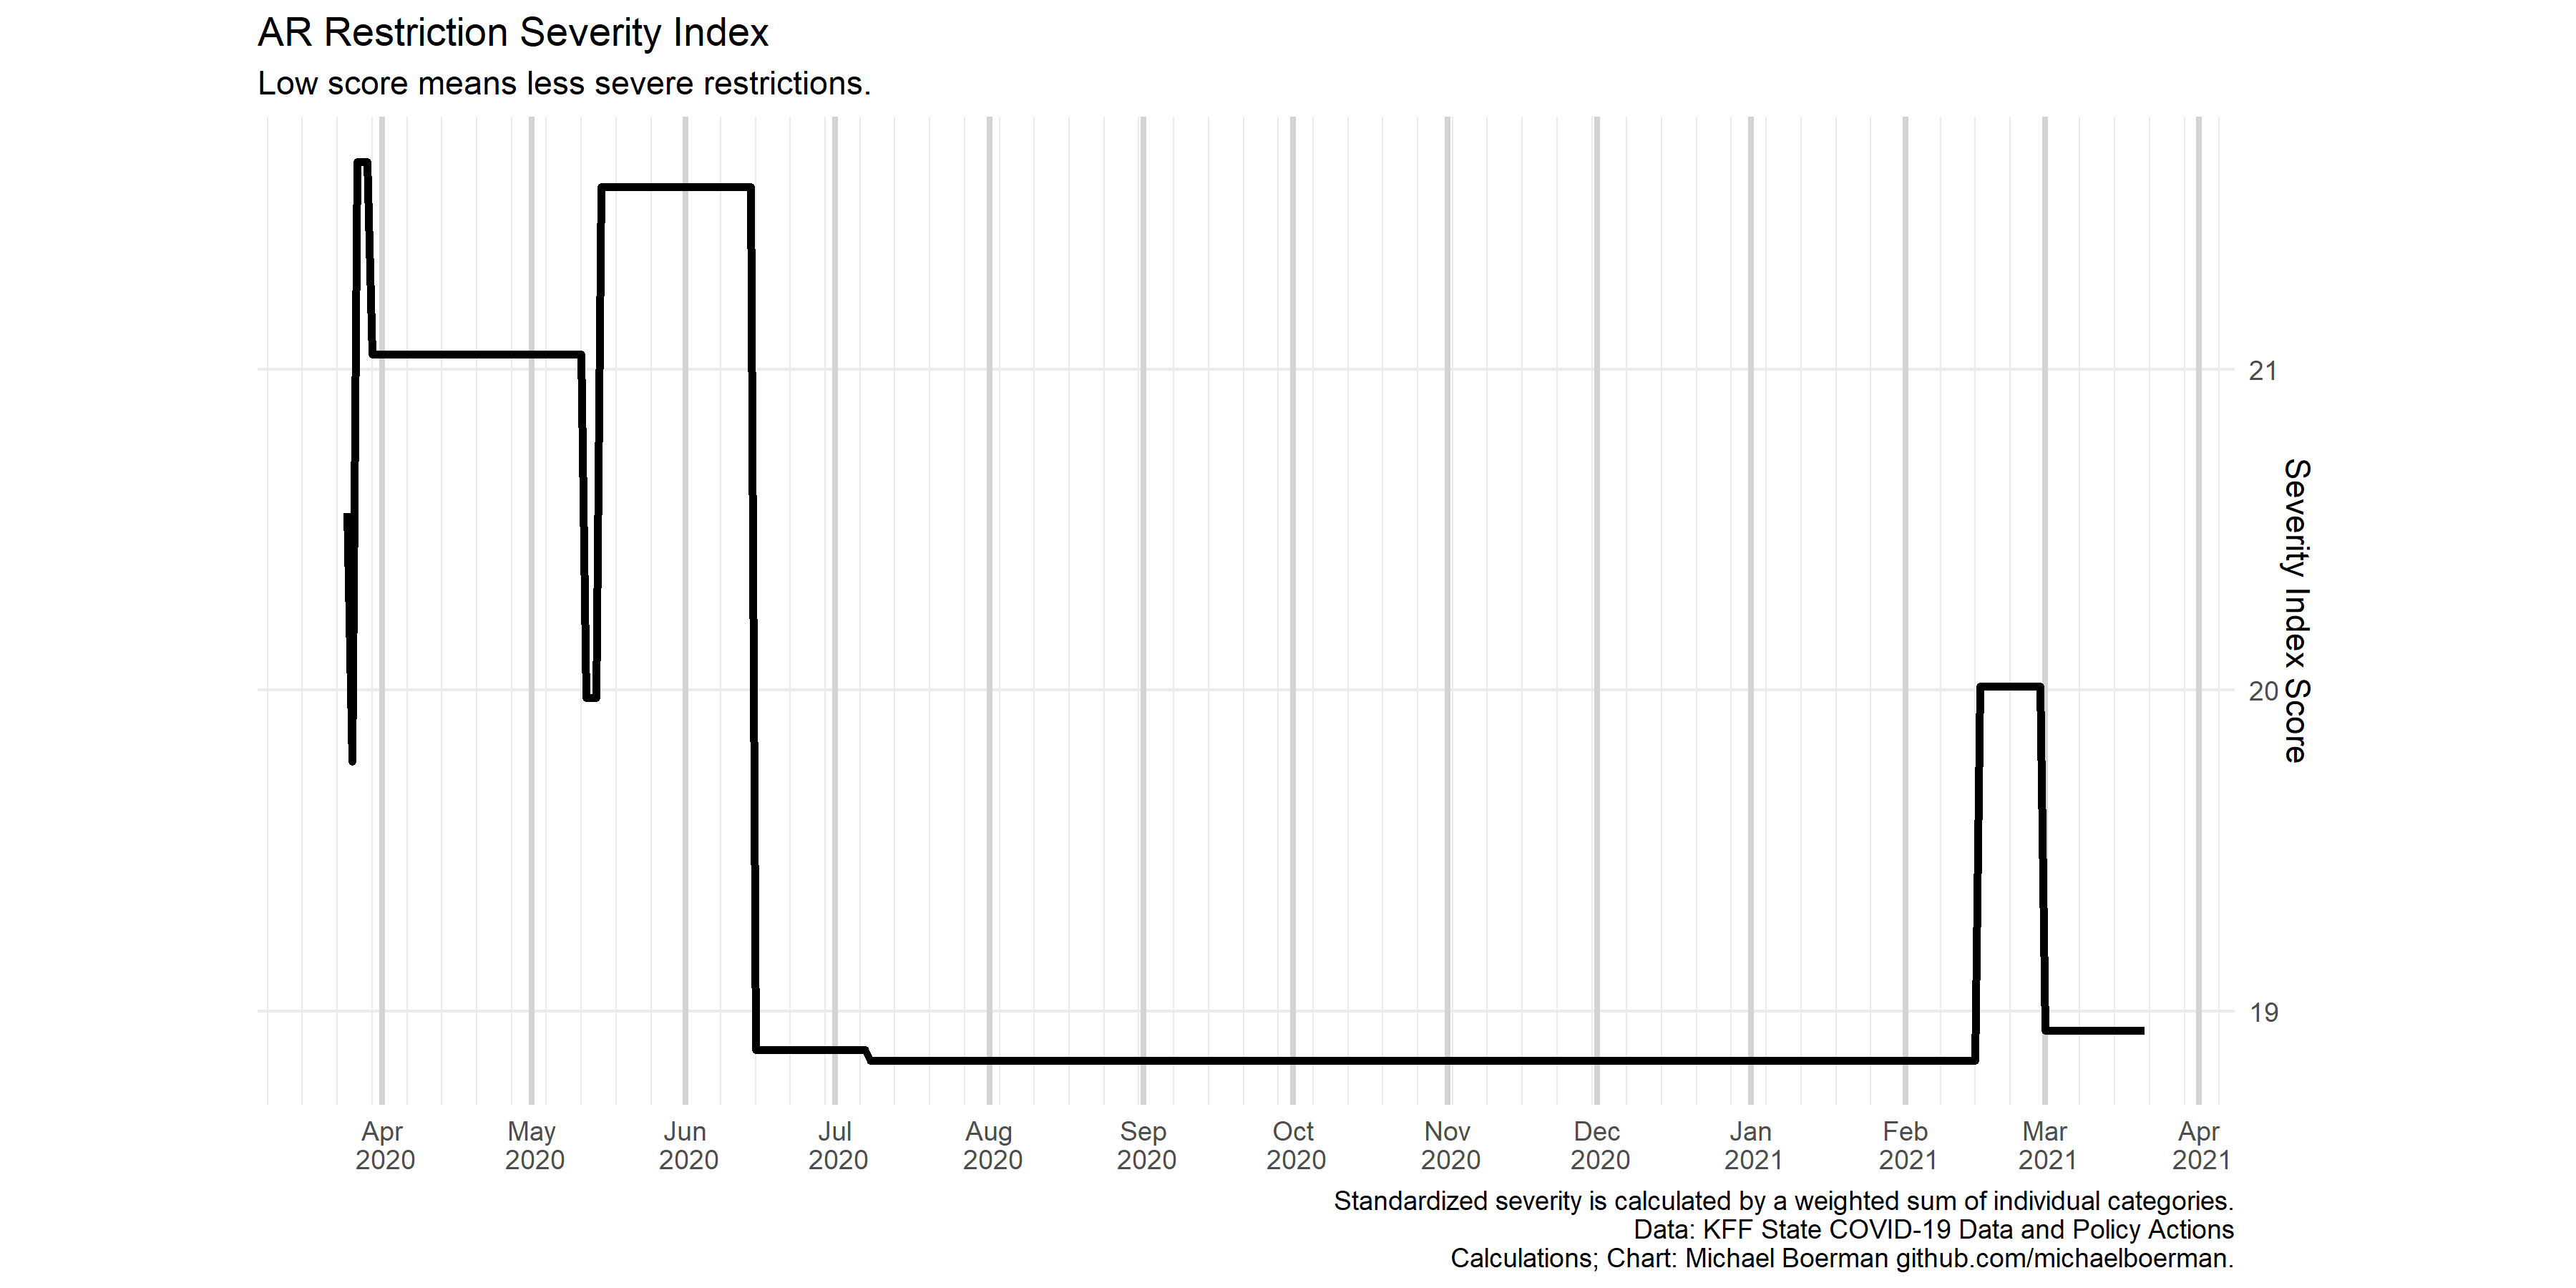 AR Restriction Severity Index
Low score means less severe restrictions.
21
20
19
Severity Index Score
Apr
2020
May
2020
Jun
2020
Jul
2020
Aug
2020
Sep
2020
Oct
2020
Nov
2020
Dec
2020
Jan
2021
Feb
2021
Mar
2021
Apr
2021
Standardized severity is calculated by a weighted sum of individual categories.
Data: KFF State COVID-19 Data and Policy Actions
Calculations; Chart: Michael Boerman github.com/michaelboerman.